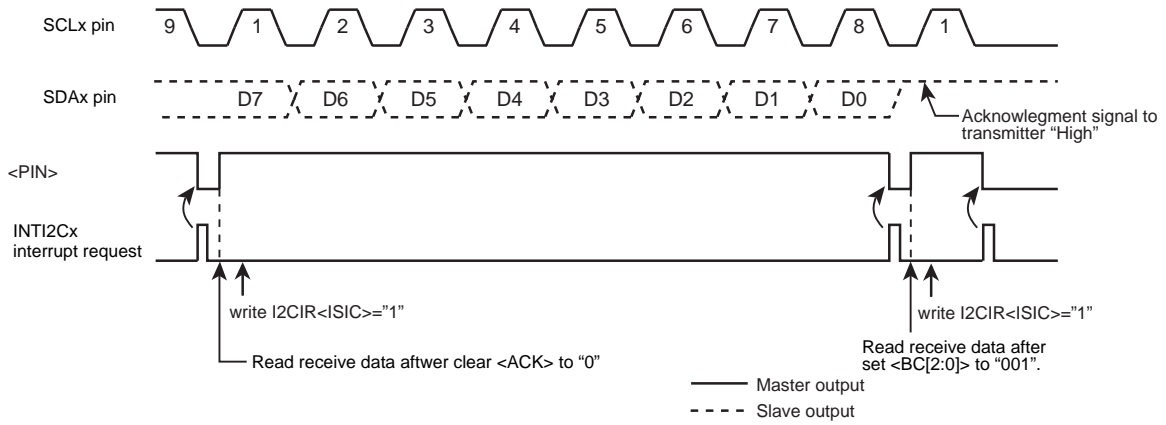 SCLx pin
9 1 2 3 4 5 6 7 8 1
SDAx pin
D7 D6 D5 D4 D3 D2 D1 D0
Acknowlegment signal to
transmitter “High”
<PIN>
INTI2Cx
interrupt request
write I2CIR<ISIC>=”1”
write I2CIR<ISIC>=”1”
Read receive data aftwer clear <ACK> to “0”
Read receive data after
set <BC[2:0]> to “001”.
Master output
Slave output